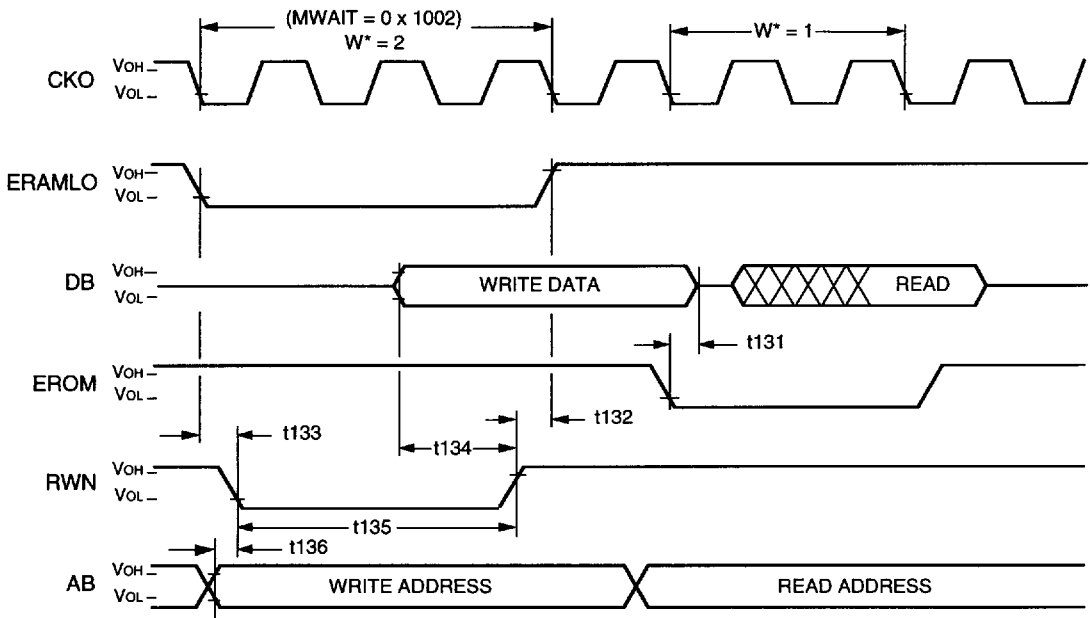 (MWAIT = 0 x 1002)
W* = 2
W* = 1
CKO
VOH
VOL
ERAMLO
VOH
VOL
DB
VOH
VOL
WRITE DATA
READ
t131
EROM
VOH
VOL
t132
t133
t134
RWN
VOH
VOL
t135
t136
AB
VOH
VOL
WRITE ADDRESS
READ ADDRESS